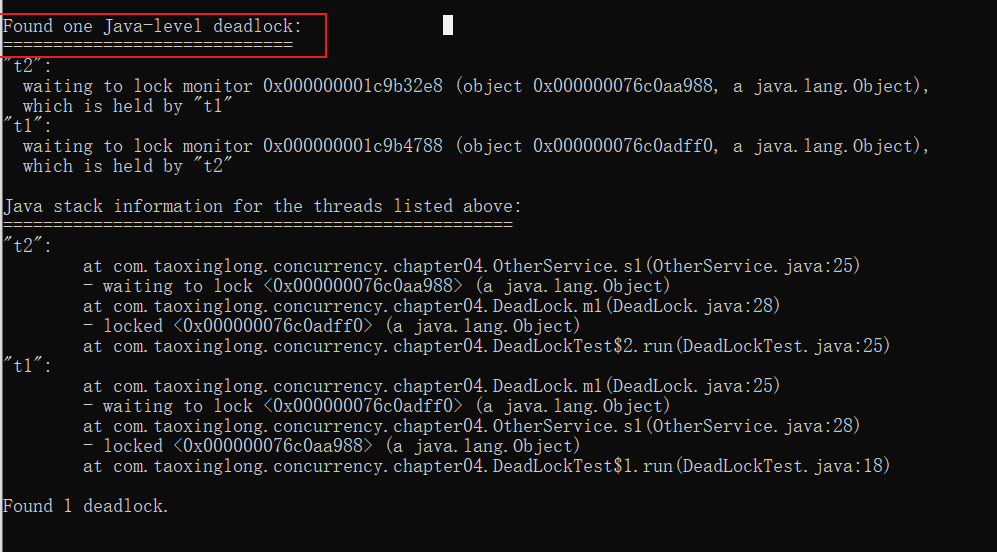 Found one Java-level deadlock:
=============================
"t2":
  waiting to lock monitor 0x000000001c9b32e8 (object 0x000000076c0aa988, a java.lang.Object),
  which is held by "t1"
"t1":
  waiting to lock monitor 0x000000001c9b4788 (object 0x000000076c0adff0, a java.lang.Object),
  which is held by "t2"

Java stack information for the threads listed above:
===================================================
"t2":
        at com.taoxinglong.concurrency.chapter04.OtherService.s1(OtherService.java:25)
        - waiting to lock <0x000000076c0aa988> (a java.lang.Object)
        at com.taoxinglong.concurrency.chapter04.DeadLock.m1(DeadLock.java:28)
        - locked <0x000000076c0adff0> (a java.lang.Object)
        at com.taoxinglong.concurrency.chapter04.DeadLockTest$2.run(DeadLockTest.java:25)
"t1":
        at com.taoxinglong.concurrency.chapter04.DeadLock.m1(DeadLock.java:25)
        - waiting to lock <0x000000076c0adff0> (a java.lang.Object)
        at com.taoxinglong.concurrency.chapter04.OtherService.s1(OtherService.java:28)
        - locked <0x000000076c0aa988> (a java.lang.Object)
        at com.taoxinglong.concurrency.chapter04.DeadLockTest$1.run(DeadLockTest.java:18)

Found 1 deadlock.